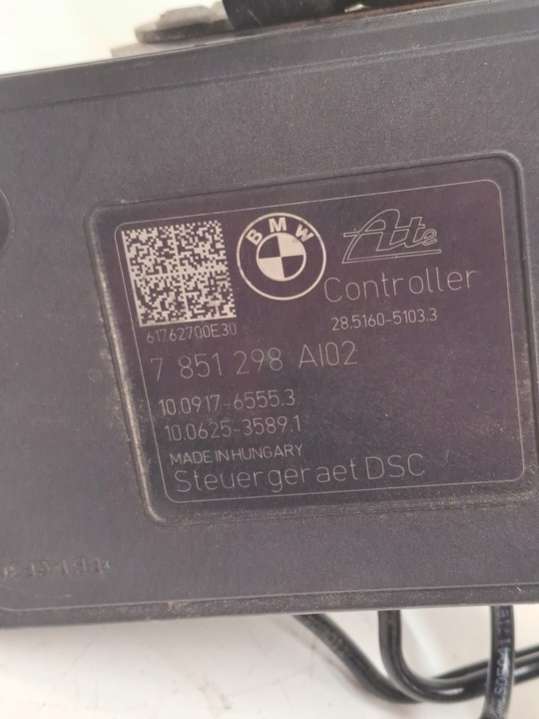 BMW
Ate
Controller
61762700E30
28.5160-5103.3
7 851 298 AI02
10.0917-6555.3
10.0625-3589.1
MADE IN HUNGARY
Steuergeraet DSC